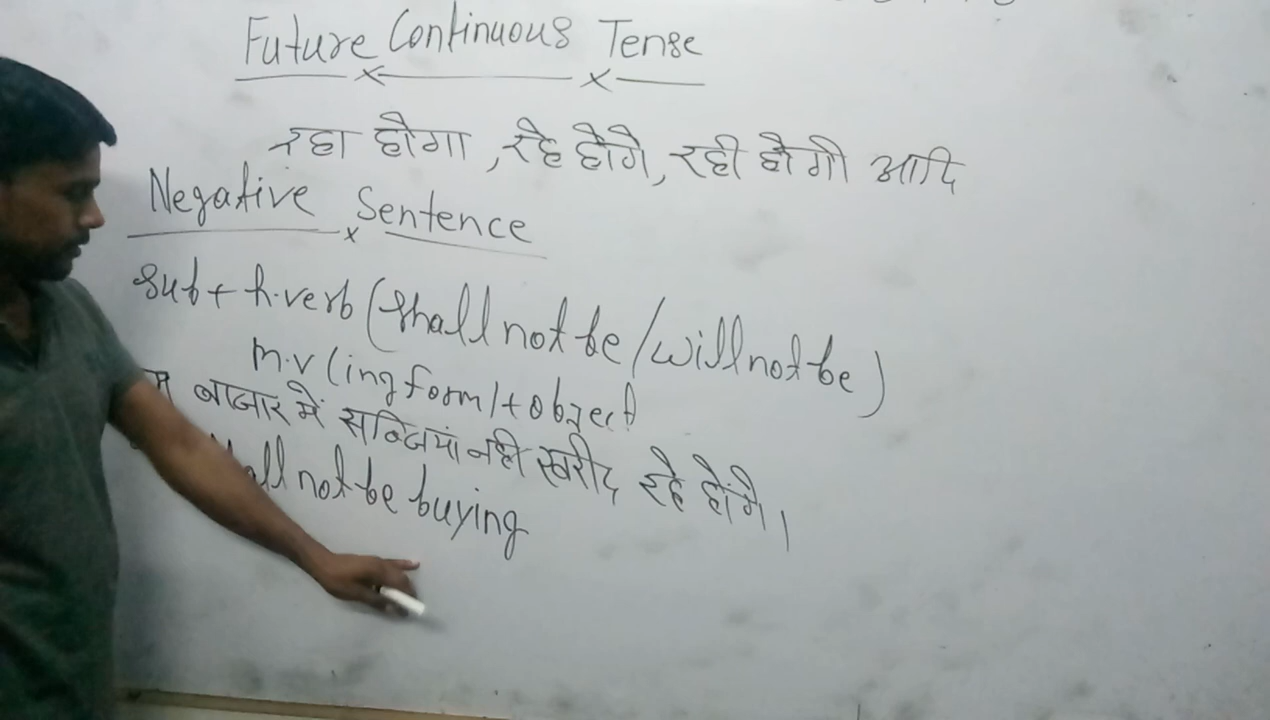 Future Continuous Tense
रहा होगा, रहे होंगे, रही होगी आदि
Negative Sentence
Sub + h.verb (shall not be / will not be)
m.v (ing form) + object
बाजार में सब्जियां नही खरीद रहे होंगे।
not be buying